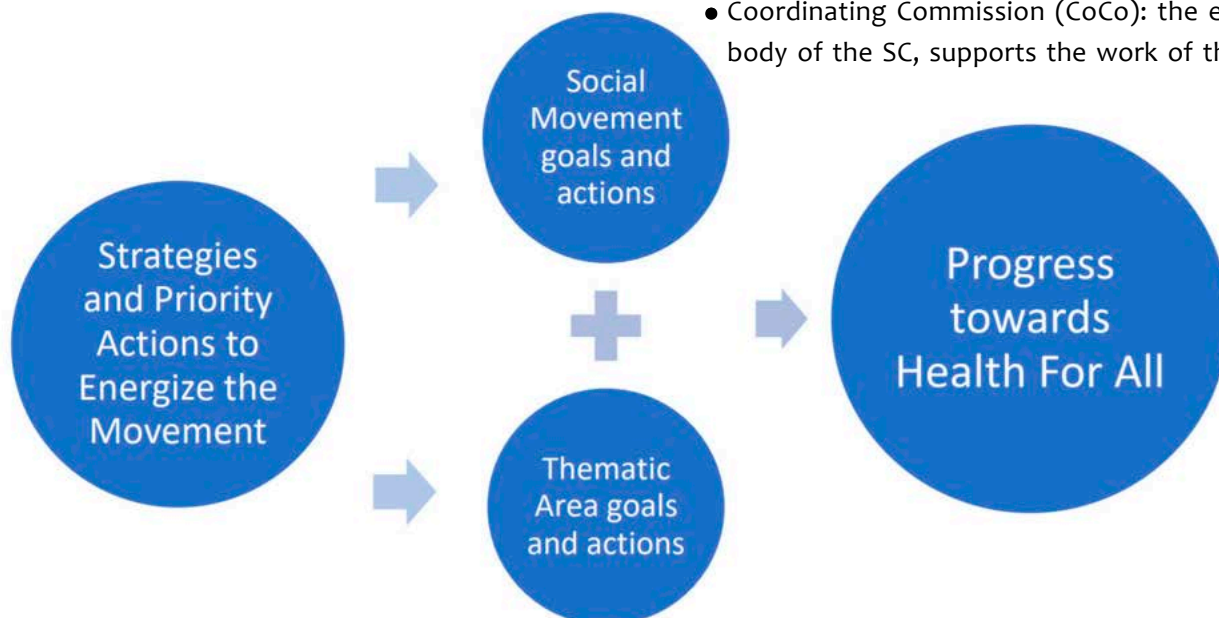 Coordinating Commission (CoCo): the
body of the SC, supports the work of
Strategies
and Priority
Actions to
Energize the
Movement
Social
Movement
goals and
actions
+
Thematic
Area goals
and actions
Progress
towards
Health For All